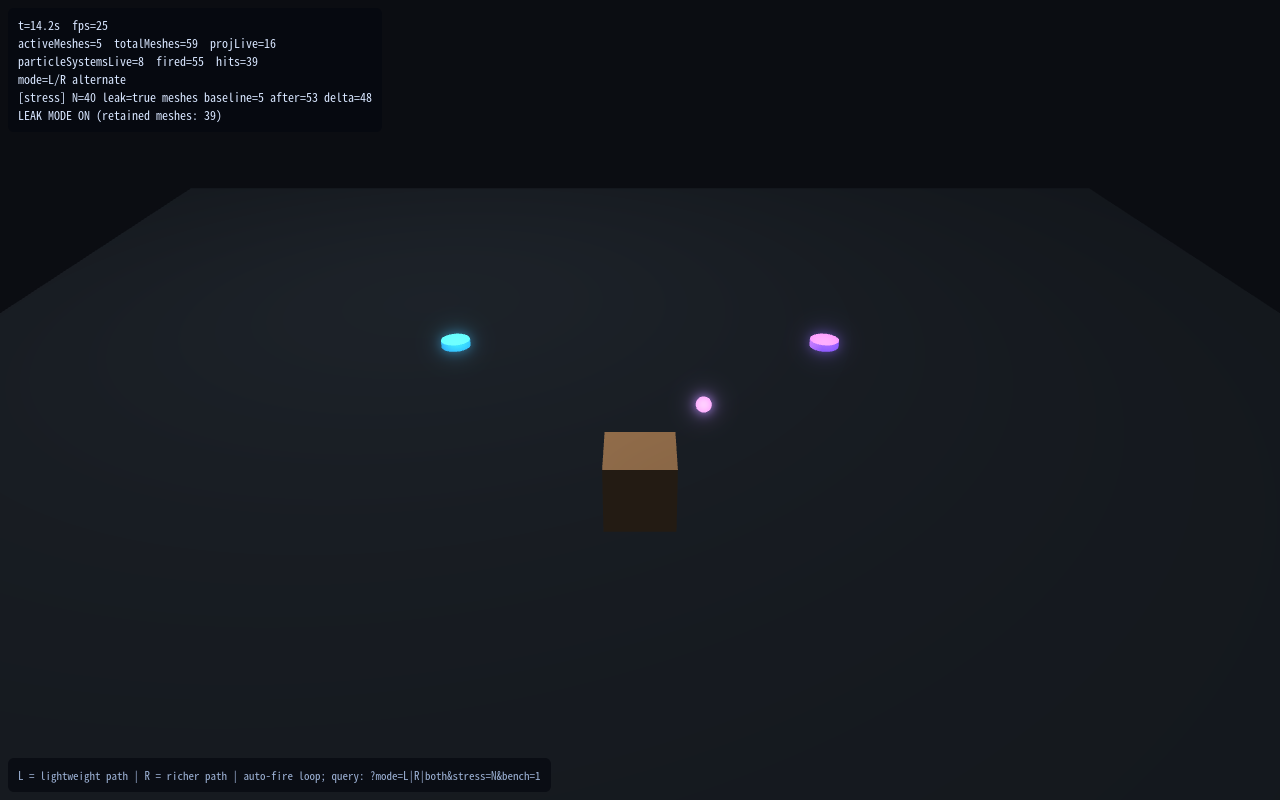 t=14.2s  fps=25
activeMeshes=5  totalMeshes=59  projLive=16
particleSystemsLive=8  fired=55  hits=39
mode=L/R alternate
[stress] N=40 leak=true meshes baseline=5 after=53 delta=48
LEAK MODE ON (retained meshes: 39)
L = lightweight path | R = richer path | auto-fire loop; query: ?mode=L|R|both&stress=N&bench=1